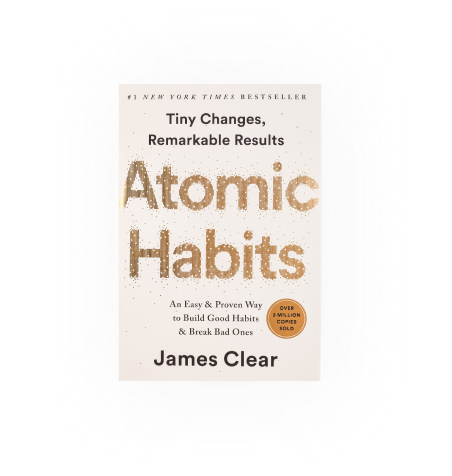 #1 NEW YORK TIMES BESTSELLER
Tiny Changes,
Remarkable Results
Atomic
Habits
An Easy & Proven Way
to Build Good Habits
& Break Bad Ones
OVER
2 MILLION
COPIES
SOLD
James Clear